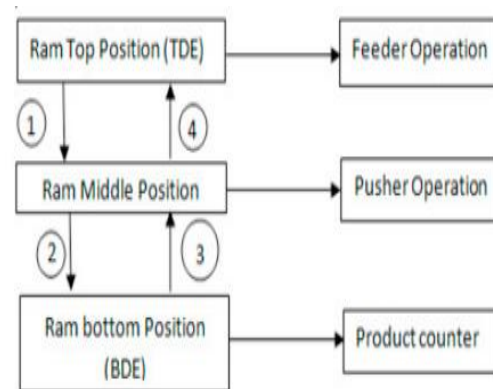 Ram Top Position (TDE)
Feeder Operation
1
4
Ram Middle Position
Pusher Operation
2
3
Ram bottom Position
(BDE)
Product counter